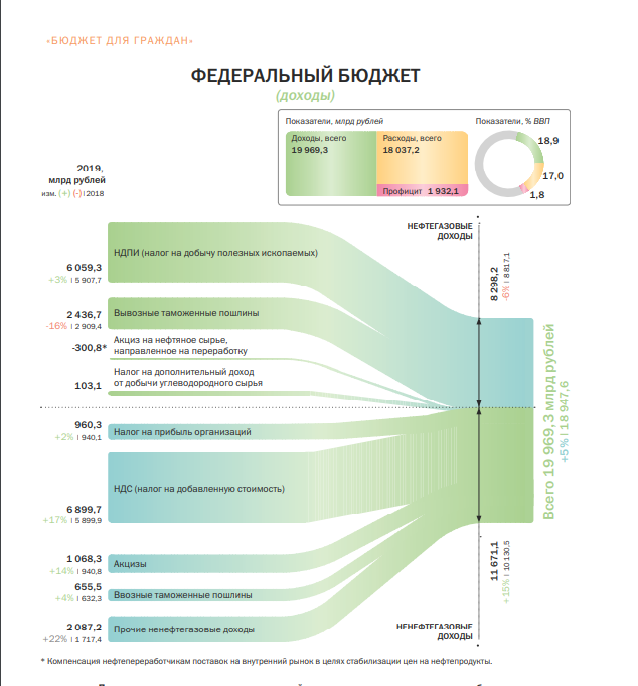 «БЮДЖЕТ ДЛЯ ГРАЖДАН»
ФЕДЕРАЛЬНЫЙ БЮДЖЕТ
(доходы)
Показатели, млрд рублей
Показатели, % ВВП
Доходы, всего
19 969,3
Расходы, всего
18 037,2
Профицит 1 932,1
18,9
17,0
1,8
2019,
млрд рублей
изм. (+) (-) | 2018
НЕФТЕГАЗОВЫЕ
ДОХОДЫ
8 298,2
-6% | 8 817,1
НДПИ (налог на добычу полезных ископаемых)
6 059,3
+3% | 5 907,7
Вывозные таможенные пошлины
2 436,7
-16% | 2 909,4
Акциз на нефтяное сырье,
направленное на переработку
-300,8*
Налог на дополнительный доход
от добычи углеводородного сырья
103,1
Всего 19 969,3 млрд рублей
+5% | 18 947,6
960,3
+2% | 940,1
Налог на прибыль организаций
НДС (налог на добавленную стоимость)
6 899,7
+17% | 5 899,9
1 068,3
+14% | 940,8
Акцизы
655,5
+4% | 632,3
Ввозные таможенные пошлины
2 087,2
+22% | 1 717,4
Прочие ненефтегазовые доходы
11 671,1
+15% | 10 130,5
НЕНЕФТЕГАЗОВЫЕ
ДОХОДЫ
* Компенсация нефтепереработчикам поставок на внутренний рынок в целях стабилизации цен на нефтепродукты.